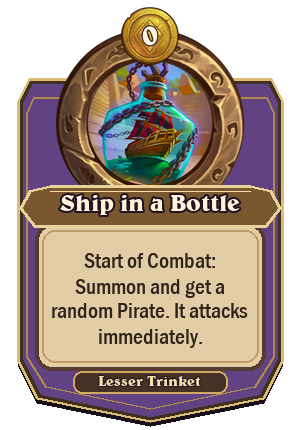 0
Ship in a Bottle
Start of Combat:
Summon and get a
random Pirate. It attacks
immediately.
Lesser Trinket